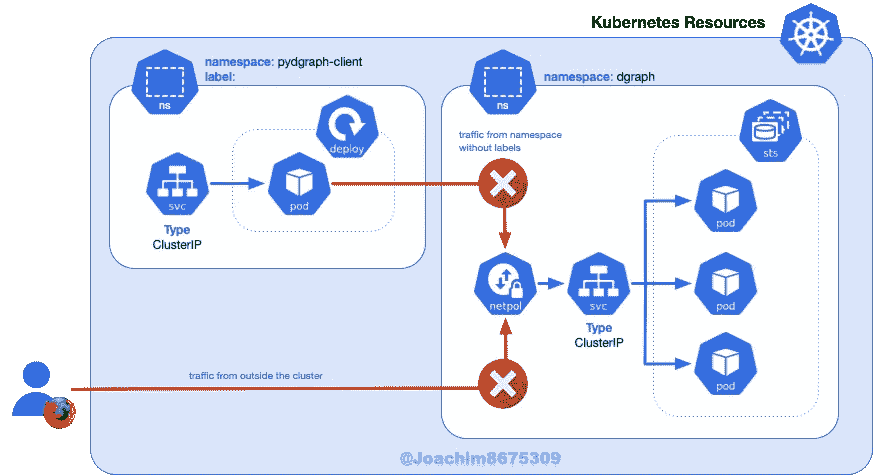 Kubernetes Resources
namespace: pydgraph-client
label:
ns
deploy
svc
pod
Type
ClusterIP
namespace: dgraph
ns
traffic from namespace
without labels
sts
netpol
svc
Type
ClusterIP
pod
pod
pod
traffic from outside the cluster
@Joachim8675309